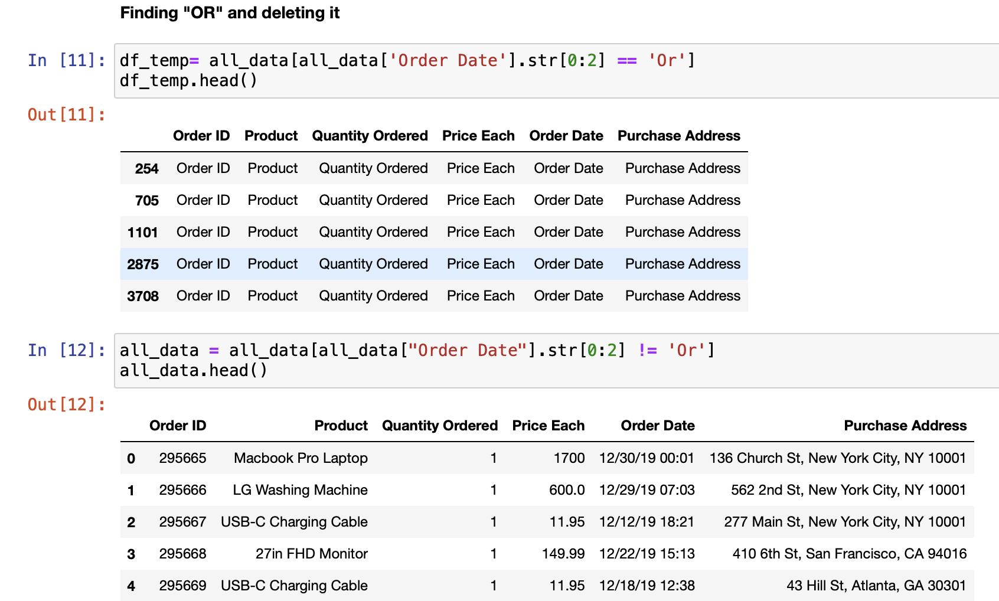 Finding "OR" and deleting it
In [11]: df_temp= all_data[all_data['Order Date'].str[0:2] == 'Or']
df_temp.head()
Out[11]:
Order ID Product Quantity Ordered Price Each Order Date Purchase Address
254 Order ID Product Quantity Ordered Price Each Order Date Purchase Address
705 Order ID Product Quantity Ordered Price Each Order Date Purchase Address
1101 Order ID Product Quantity Ordered Price Each Order Date Purchase Address
2875 Order ID Product Quantity Ordered Price Each Order Date Purchase Address
3708 Order ID Product Quantity Ordered Price Each Order Date Purchase Address
In [12]: all_data = all_data[all_data["Order Date"].str[0:2] != 'Or']
all_data.head()
Out[12]:
Order ID Product Quantity Ordered Price Each Order Date Purchase Address
0 295665 Macbook Pro Laptop 1 1700 12/30/19 00:01 136 Church St, New York City, NY 10001
1 295666 LG Washing Machine 1 600.0 12/29/19 07:03 562 2nd St, New York City, NY 10001
2 295667 USB-C Charging Cable 1 11.95 12/12/19 18:21 277 Main St, New York City, NY 10001
3 295668 27in FHD Monitor 1 149.99 12/22/19 15:13 410 6th St, San Francisco, CA 94016
4 295669 USB-C Charging Cable 1 11.95 12/18/19 12:38 43 Hill St, Atlanta, GA 30301